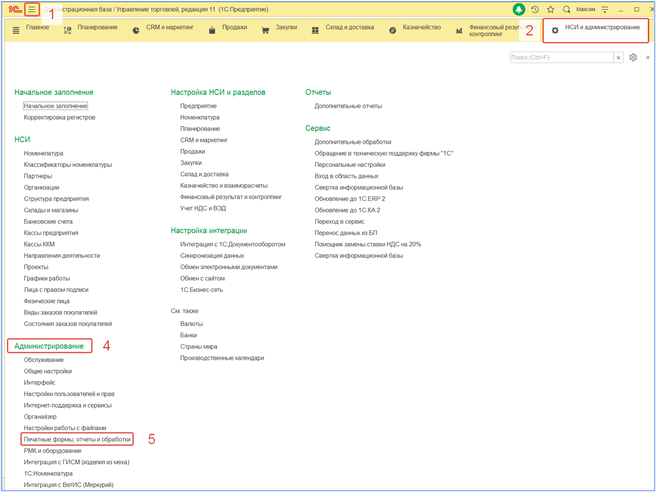 1С
1
Демонстрационная база / Управление торговлей, редакция 11 (1С:Предприятие)
Максим
Главное
Планирование
CRM и маркетинг
Продажи
Закупки
Склад и доставка
Казначейство
Финансовый результ
контроллинг
2
НСИ и администрирование
Поиск (Ctrl+F)
Начальное заполнение
Начальное заполнение
Корректировка регистров
НСИ
Номенклатура
Классификаторы номенклатуры
Партнеры
Организации
Структура предприятия
Склады и магазины
Банковские счета
Кассы предприятия
Кассы ККМ
Направления деятельности
Проекты
Графики работы
Лица с правом подписи
Физические лица
Виды заказов покупателей
Состояния заказов покупателей
Администрирование
4
Обслуживание
Общие настройки
Интерфейс
Настройки пользователей и прав
Интернет-поддержка и сервисы
Органайзер
Настройки работы с файлами
Печатные формы, отчеты и обработки
5
РМК и оборудование
Интеграция с ГИСМ (изделия из меха)
1С:Номенклатура
Интеграция с ВетИС (Меркурий)
Настройка НСИ и разделов
Предприятие
Номенклатура
Планирование
CRM и маркетинг
Продажи
Закупки
Склад и доставка
Казначейство и взаиморасчеты
Финансовый результат и контроллинг
Учет НДС и ВЭД
Настройка интеграции
Интеграция с 1С:Документооборотом
Синхронизация данных
Обмен электронными документами
Обмен с сайтом
1С:Бизнес-сеть
См. также
Валюты
Банки
Страны мира
Производственные календари
Отчеты
Дополнительные отчеты
Сервис
Дополнительные обработки
Обращение в техническую поддержку фирмы "1С"
Персональные настройки
Вход в область данных
Свертка информационной базы
Обновление до 1С:ERP 2
Обновление до 1С:КА 2
Переход в сервис
Перенос данных из БП
Помощник замены ставки НДС на 20%
Свертка информационной базы